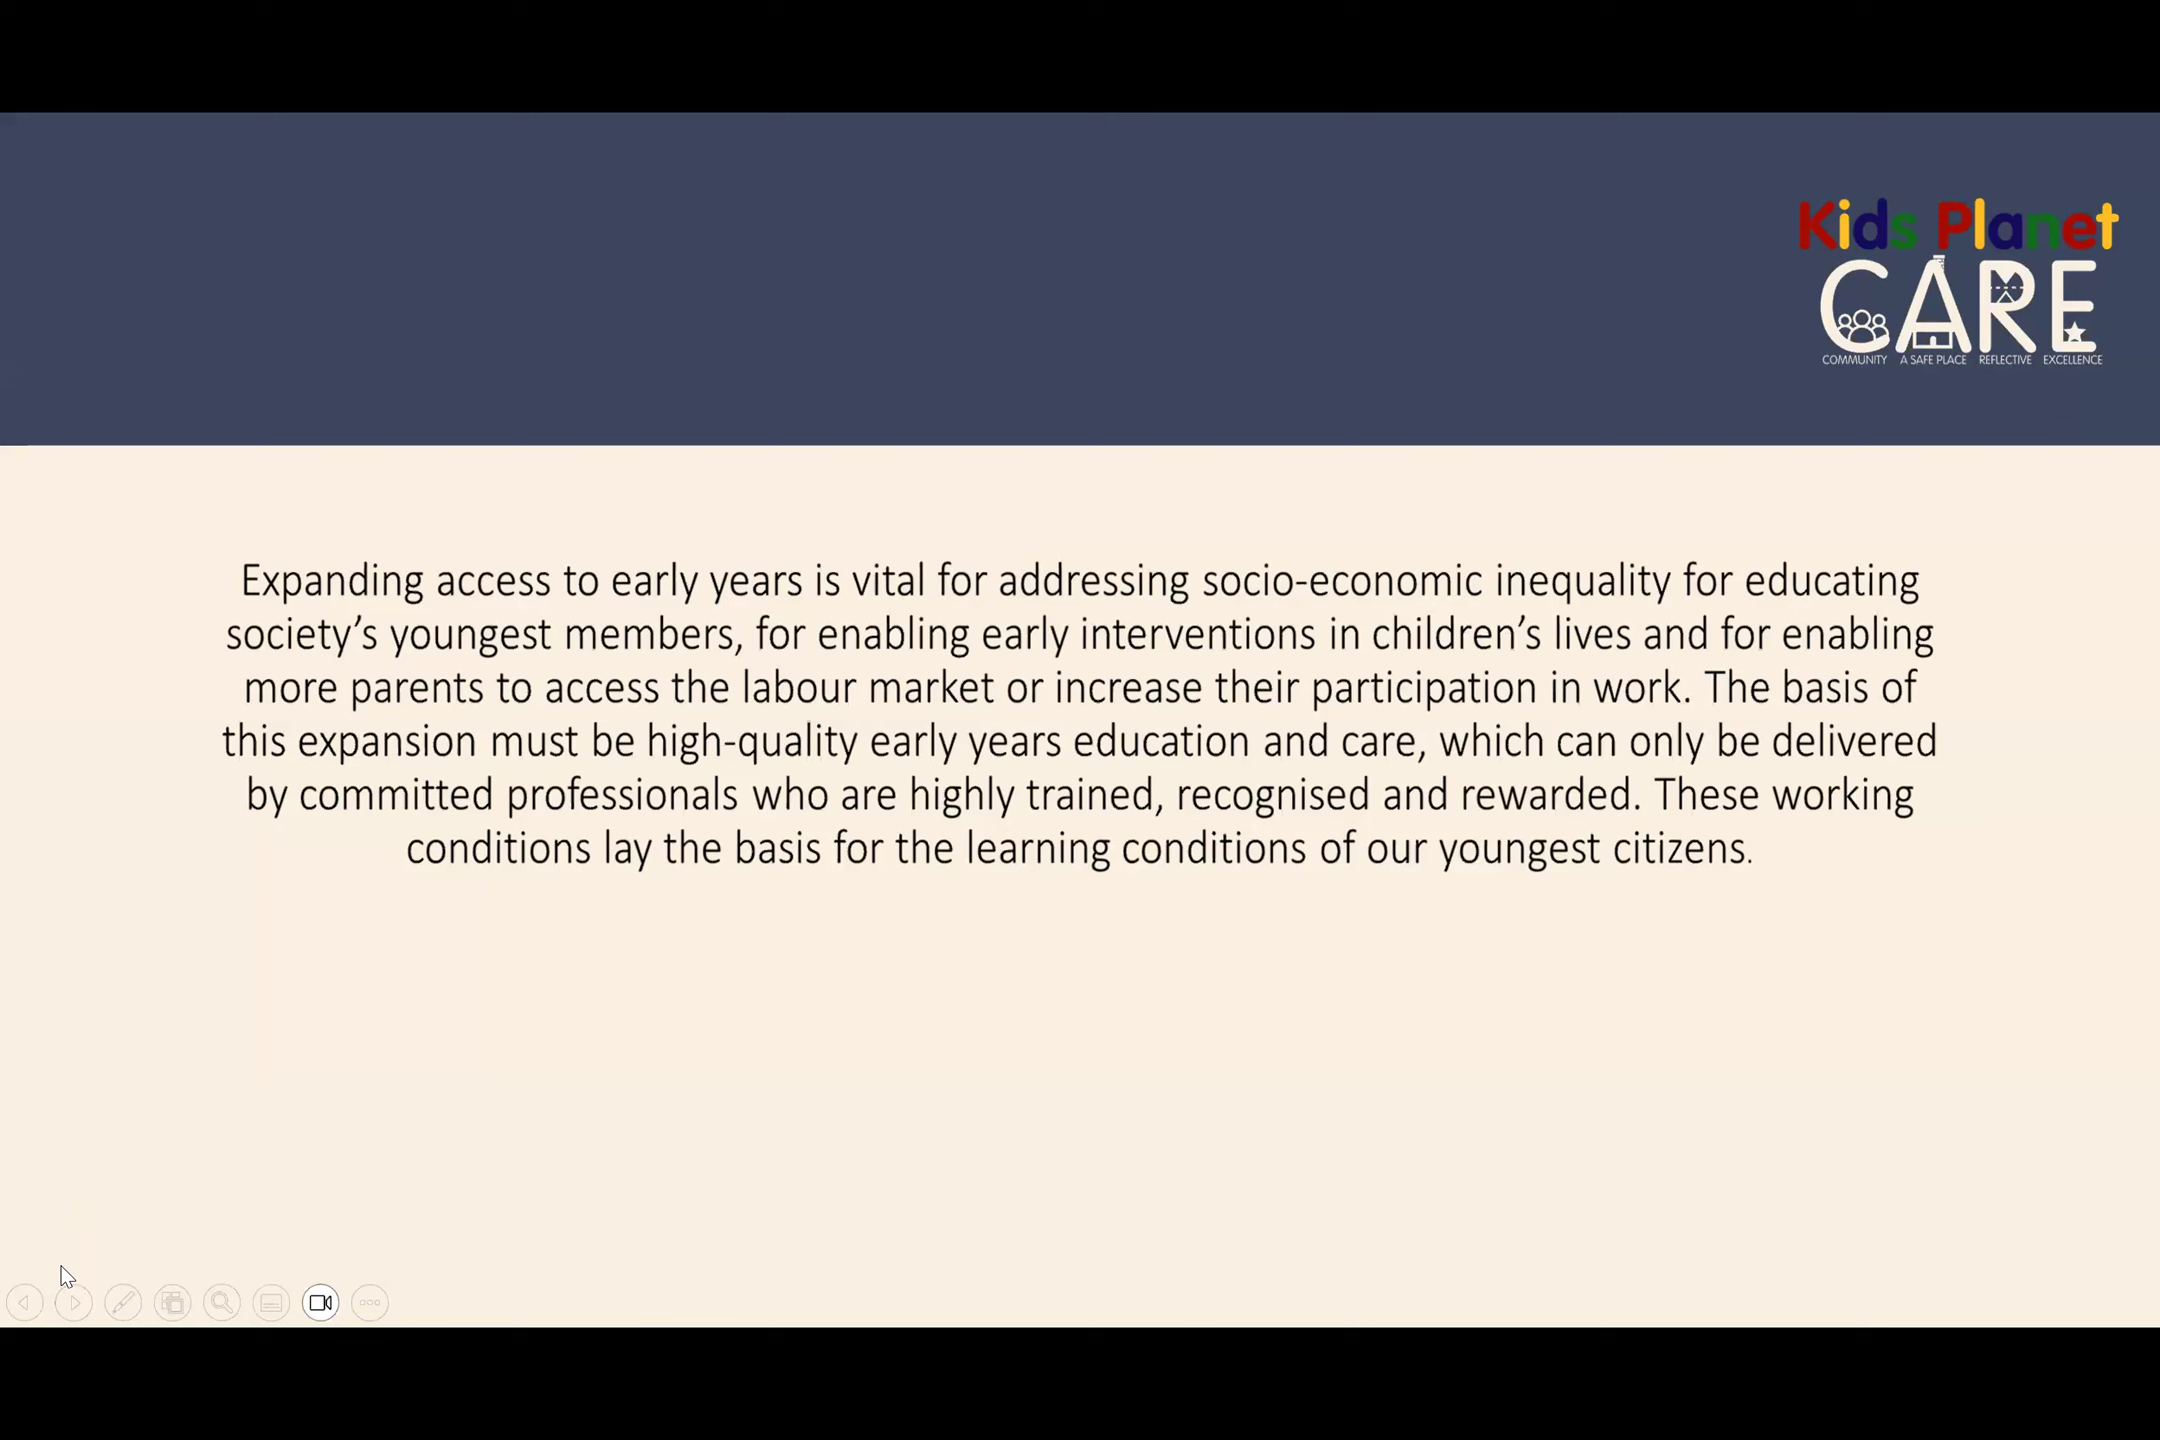 Kids Planet
CARE
COMMUNITY A SAFE PLACE REFLECTIVE EXCELLENCE
Expanding access to early years is vital for addressing socio-economic inequality for educating
society’s youngest members, for enabling early interventions in children’s lives and for enabling
more parents to access the labour market or increase their participation in work. The basis of
this expansion must be high-quality early years education and care, which can only be delivered
by committed professionals who are highly trained, recognised and rewarded. These working
conditions lay the basis for the learning conditions of our youngest citizens.